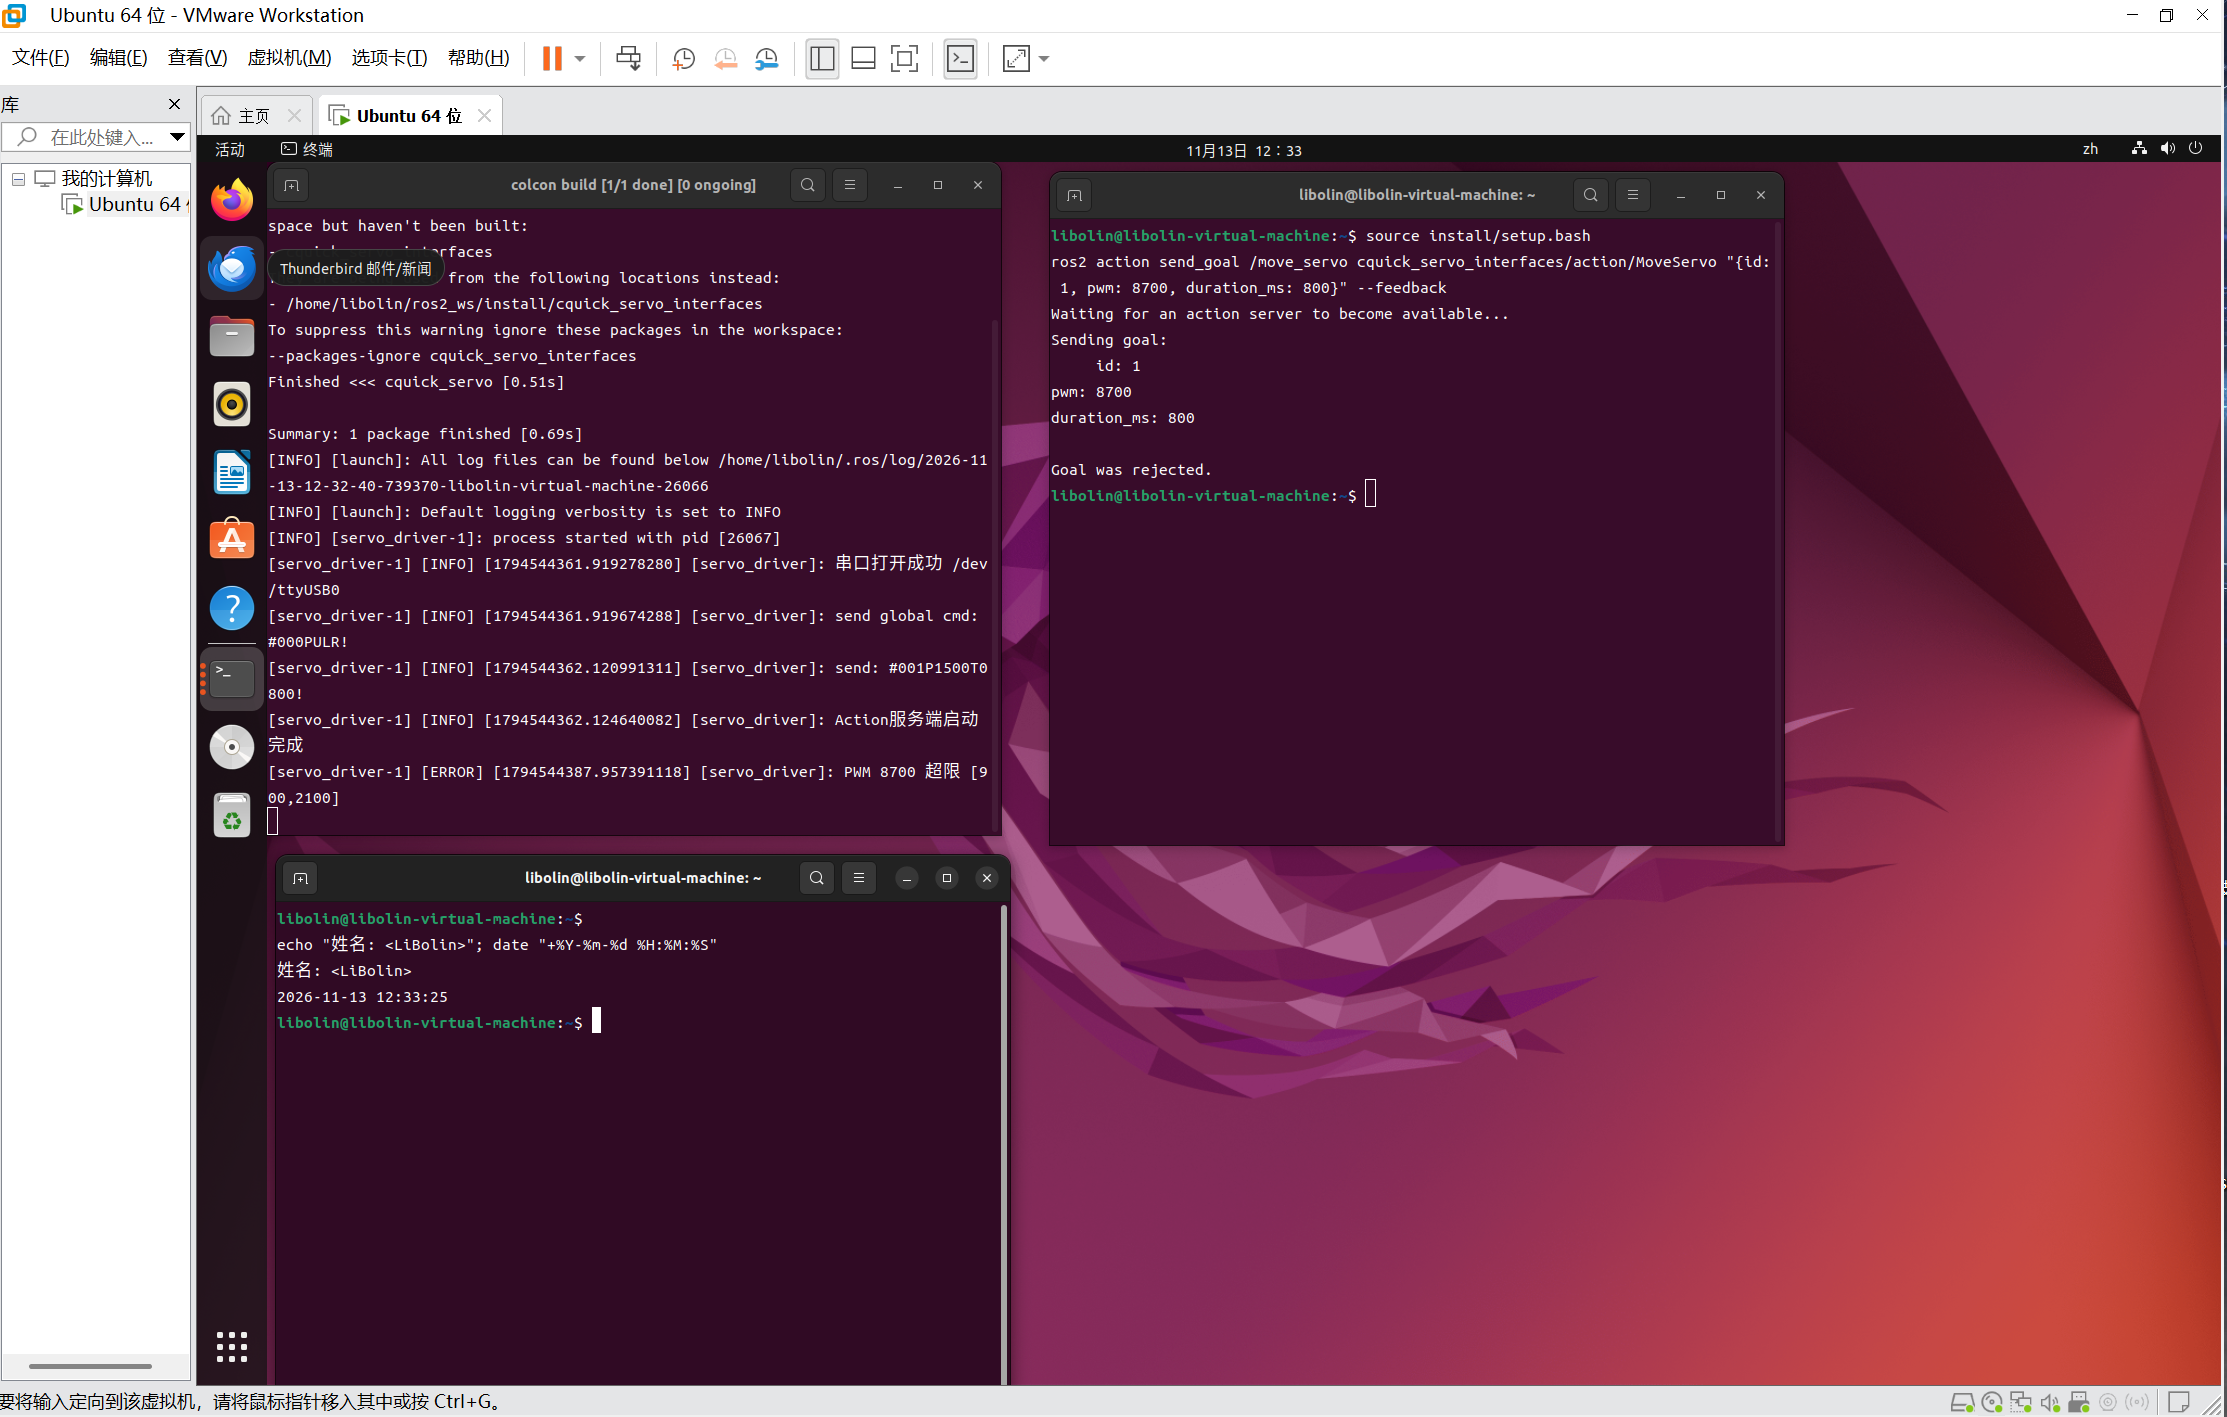 Ubuntu 64 位 - VMware Workstation
文件(F) 编辑(E) 查看(V) 虚拟机(M) 选项卡(T) 帮助(H)
库
在此处键入...
我的计算机
Ubuntu 64
主页
Ubuntu 64 位
活动 终端
11月13日 12：33
zh
colcon build [1/1 done] [0 ongoing]
space but haven't been built:
Thunderbird 邮件/新闻
from the following locations instead:
- /home/libolin/ros2_ws/install/cquick_servo_interfaces
To suppress this warning ignore these packages in the workspace:
--packages-ignore cquick_servo_interfaces
Finished <<< cquick_servo [0.51s]
Summary: 1 package finished [0.69s]
[INFO] [launch]: All log files can be found below /home/libolin/.ros/log/2026-11
-13-12-32-40-739370-libolin-virtual-machine-26066
[INFO] [launch]: Default logging verbosity is set to INFO
[INFO] [servo_driver-1]: process started with pid [26067]
[servo_driver-1] [INFO] [1794544361.919278280] [servo_driver]: 串口打开成功 /dev
/ttyUSB0
[servo_driver-1] [INFO] [1794544361.919674288] [servo_driver]: send global cmd:
#000PULR!
[servo_driver-1] [INFO] [1794544362.120991311] [servo_driver]: send: #001P1500T0
800!
[servo_driver-1] [INFO] [1794544362.124640082] [servo_driver]: Action服务端启动
完成
[servo_driver-1] [ERROR] [1794544387.957391118] [servo_driver]: PWM 8700 超限 [9
00,2100]
libolin@libolin-virtual-machine: ~
libolin@libolin-virtual-machine:~$ source install/setup.bash
ros2 action send_goal /move_servo cquick_servo_interfaces/action/MoveServo "{id:
1, pwm: 8700, duration_ms: 800}" --feedback
Waiting for an action server to become available...
Sending goal:
id: 1
pwm: 8700
duration_ms: 800
Goal was rejected.
libolin@libolin-virtual-machine:~$
libolin@libolin-virtual-machine: ~
libolin@libolin-virtual-machine:~$
echo "姓名: <LiBolin>"; date "+%Y-%m-%d %H:%M:%S"
姓名: <LiBolin>
2026-11-13 12:33:25
libolin@libolin-virtual-machine:~$
要将输入定向到该虚拟机，请将鼠标指针移入其中或按 Ctrl+G。